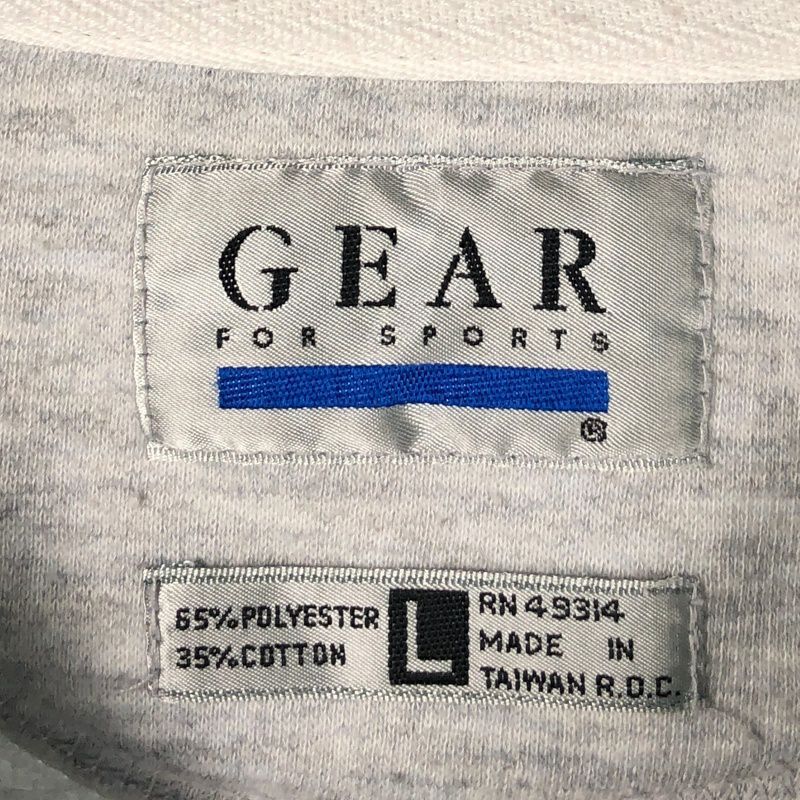 GEAR
FOR SPORTS
®
65% POLYESTER
35% COTTON
L
RN 49314
MADE IN
TAIWAN R.O.C.